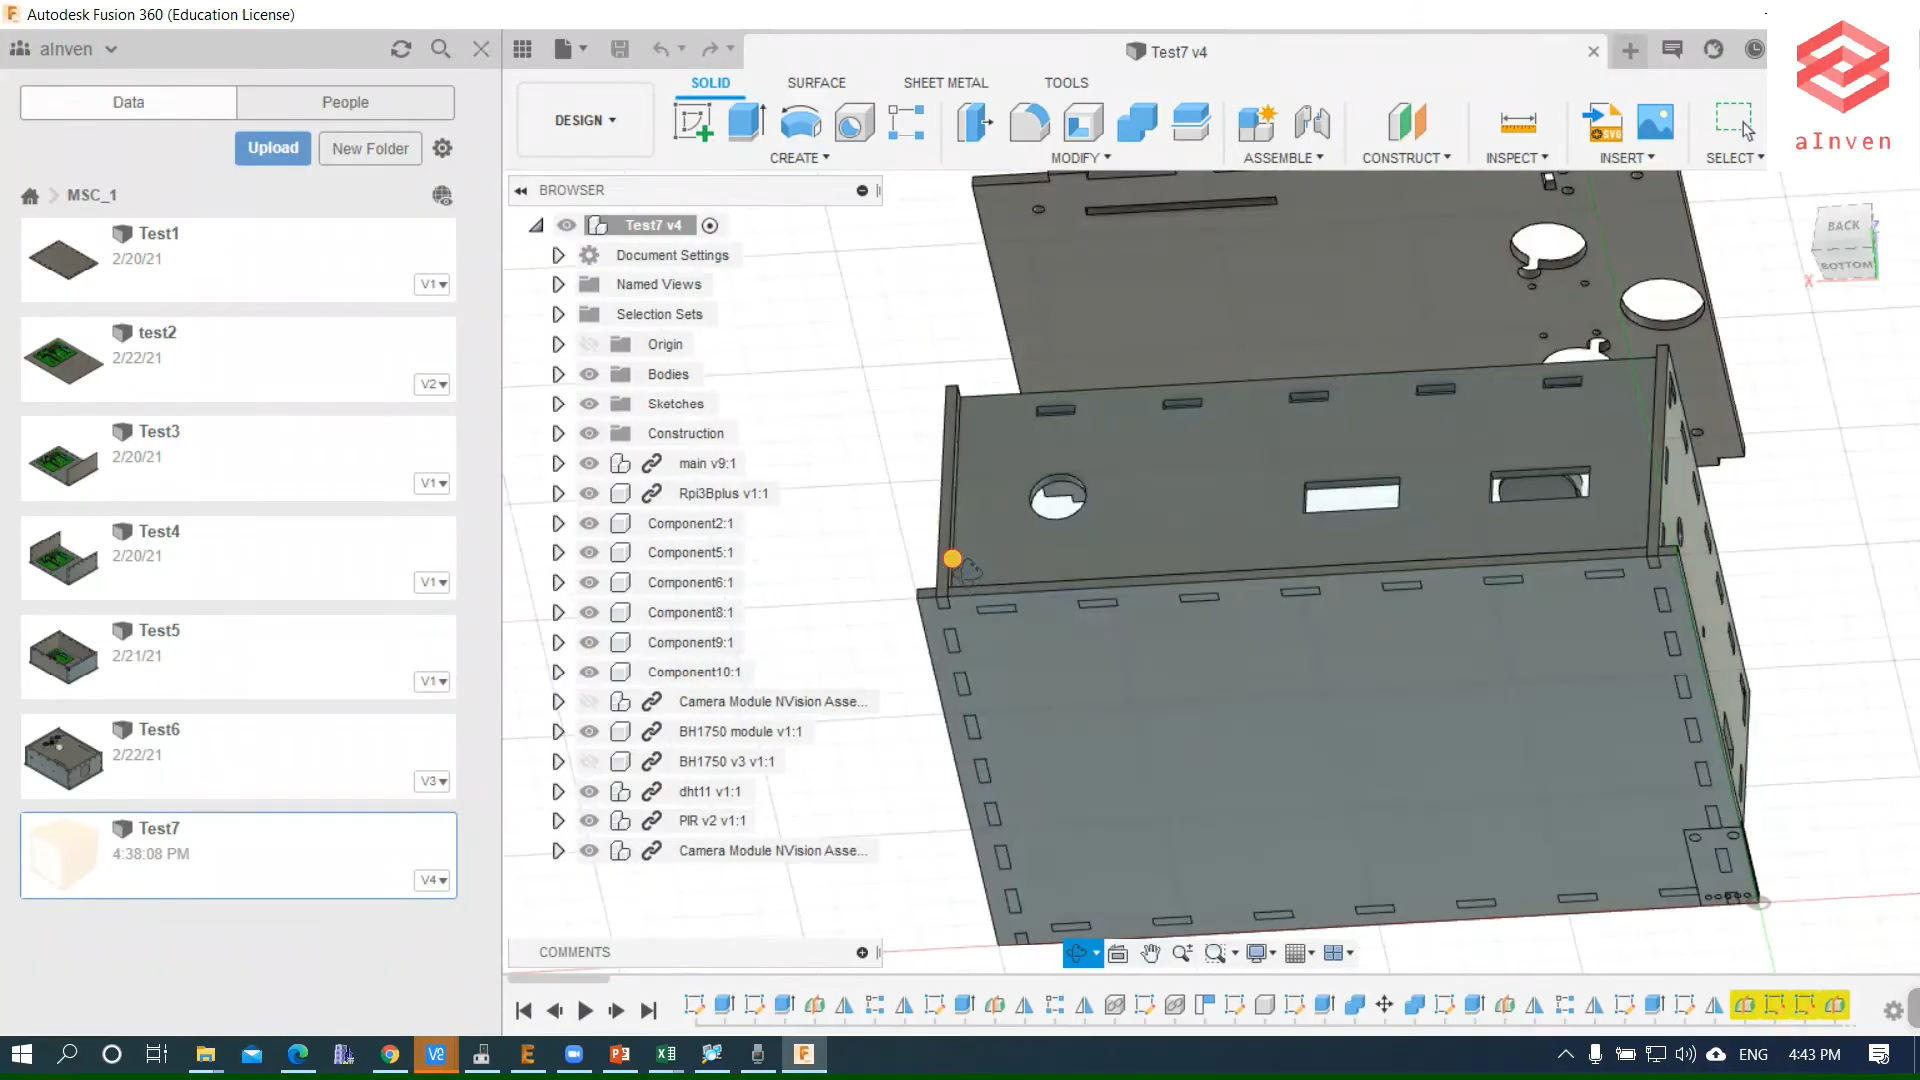 Autodesk Fusion 360 (Education License)
aInven
Test7 v4
Data
People
Upload
New Folder
MSC_1
Test1
2/20/21
V1
test2
2/22/21
V2
Test3
2/20/21
V1
Test4
2/20/21
V1
Test5
2/21/21
V1
Test6
2/22/21
V3
Test7
4:38:08 PM
V4
DESIGN
SOLID
SURFACE
SHEET METAL
TOOLS
CREATE
MODIFY
ASSEMBLE
CONSTRUCT
INSPECT
SVG
INSERT
SELECT
aInven
BROWSER
Test7 v4
Document Settings
Named Views
Selection Sets
Origin
Bodies
Sketches
Construction
main v9:1
Rpi3Bplus v1:1
Component2:1
Component5:1
Component6:1
Component8:1
Component9:1
Component10:1
Camera Module NVision Asse...
BH1750 module v1:1
BH1750 v3 v1:1
dht11 v1:1
PIR v2 v1:1
Camera Module NVision Asse...
BACK
BOTTOM
Z
X
COMMENTS
ENG
4:43 PM